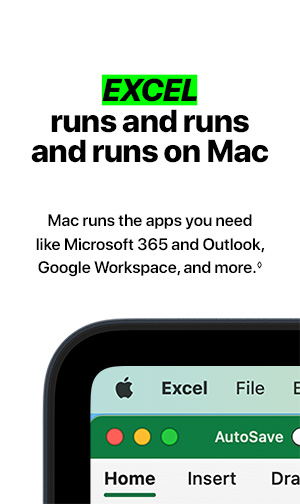 EXCEL
runs and runs
and runs on Mac
Mac runs the apps you need
like Microsoft 365 and Outlook,
Google Workspace, and more.◊
Excel File
AutoSave
Home Insert Dra